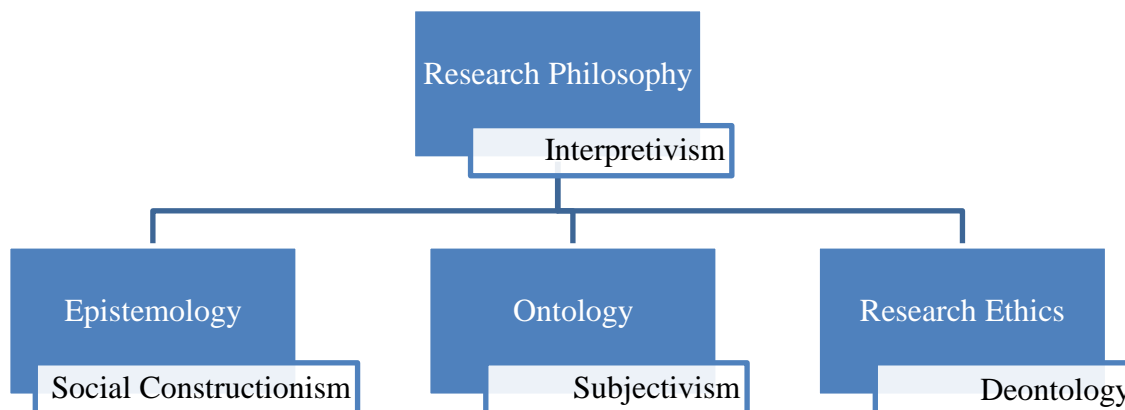 Research Philosophy
Interpretivism
Epistemology
Social Constructionism
Ontology
Subjectivism
Research Ethics
Deontology